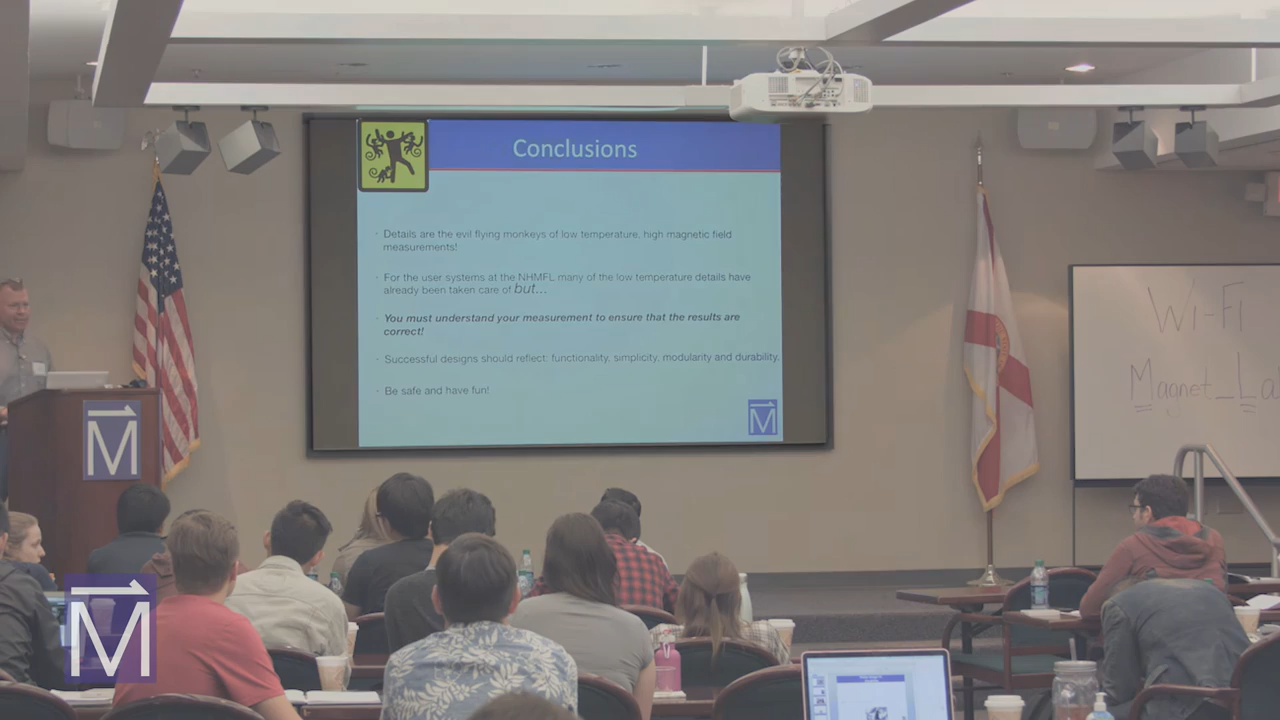 Conclusions
· Details are the evil flying monkeys of low temperature, high magnetic field
measurements!
· For the user systems at the NHMFL many of the low temperature details have
already been taken care of but...
· You must understand your measurement to ensure that the results are
correct!
· Successful designs should reflect: functionality, simplicity, modularity and durability.
· Be safe and have fun!
M
Wi-Fi
Magnet_La
M
M